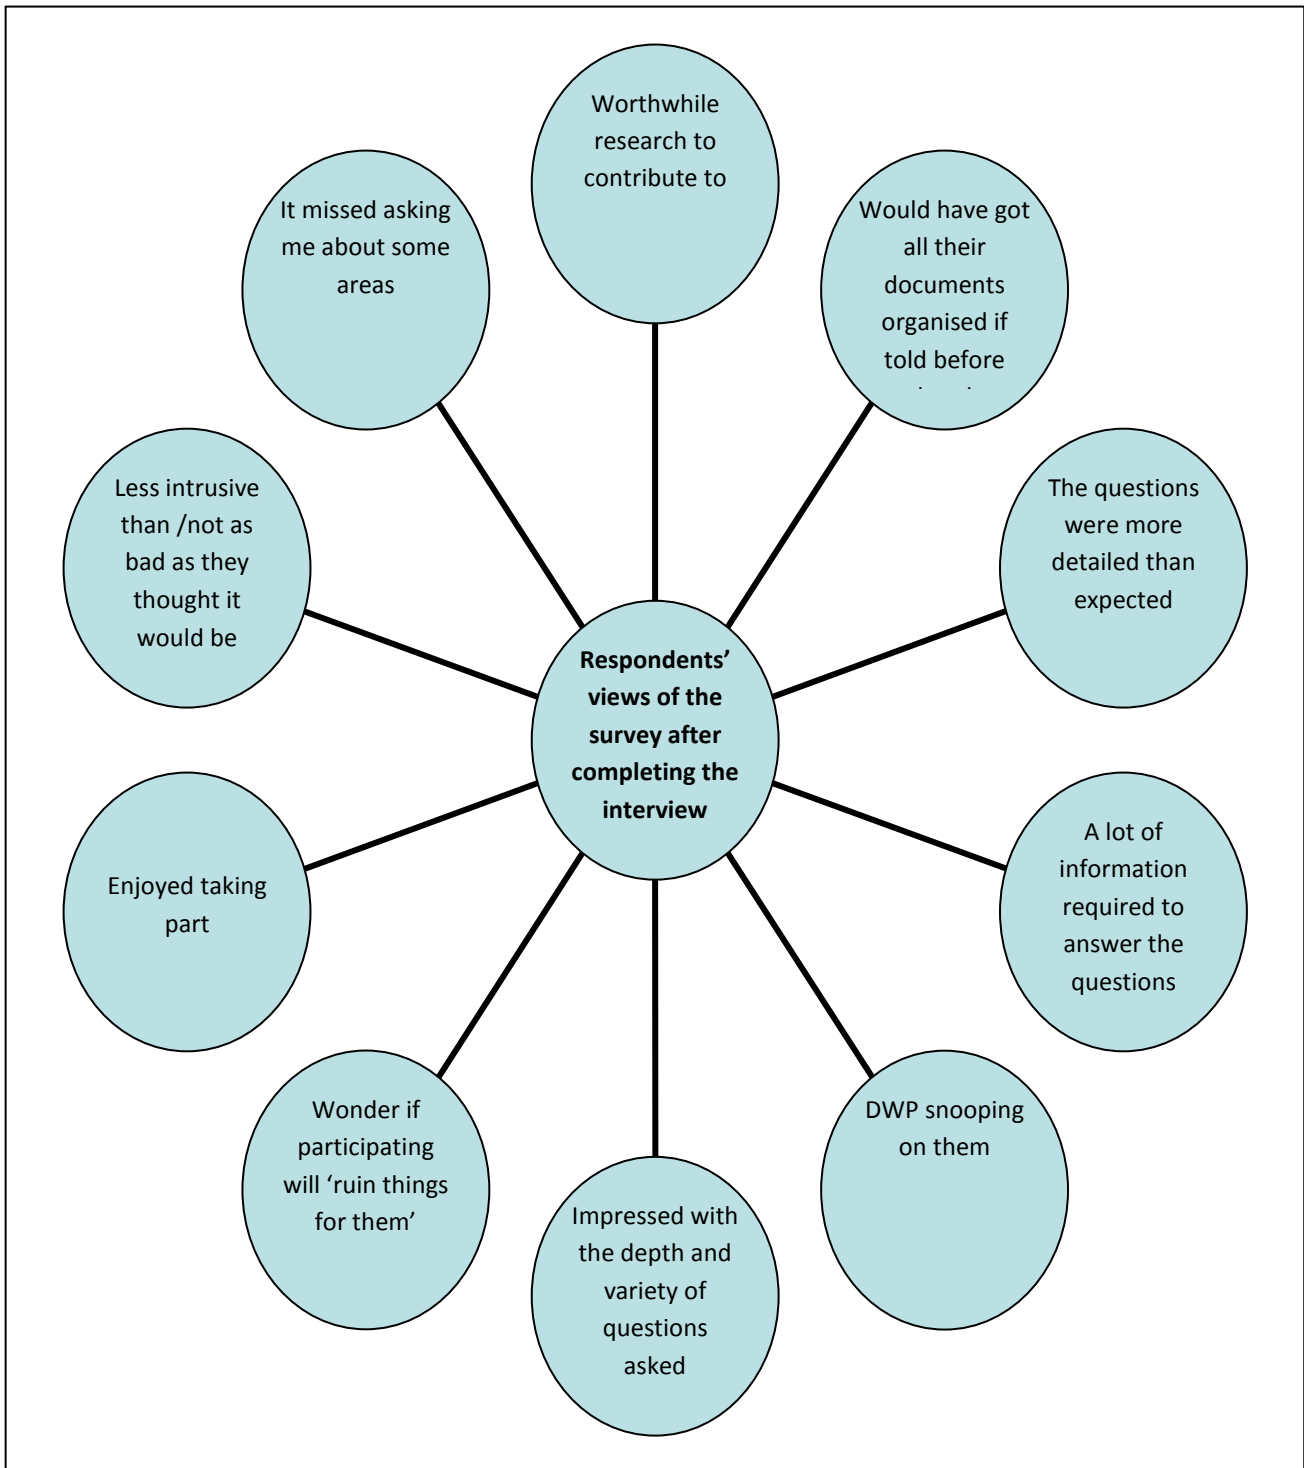 Worthwhile
research to
contribute to
Would have got
all their
documents
organised if
told before
The questions
were more
detailed than
expected
A lot of
information
required to
answer the
questions
DWP snooping
on them
Impressed with
the depth and
variety of
questions
asked
Wonder if
participating
will ‘ruin things
for them’
Enjoyed taking
part
Less intrusive
than /not as
bad as they
thought it
would be
It missed asking
me about some
areas
Respondents’
views of the
survey after
completing the
interview